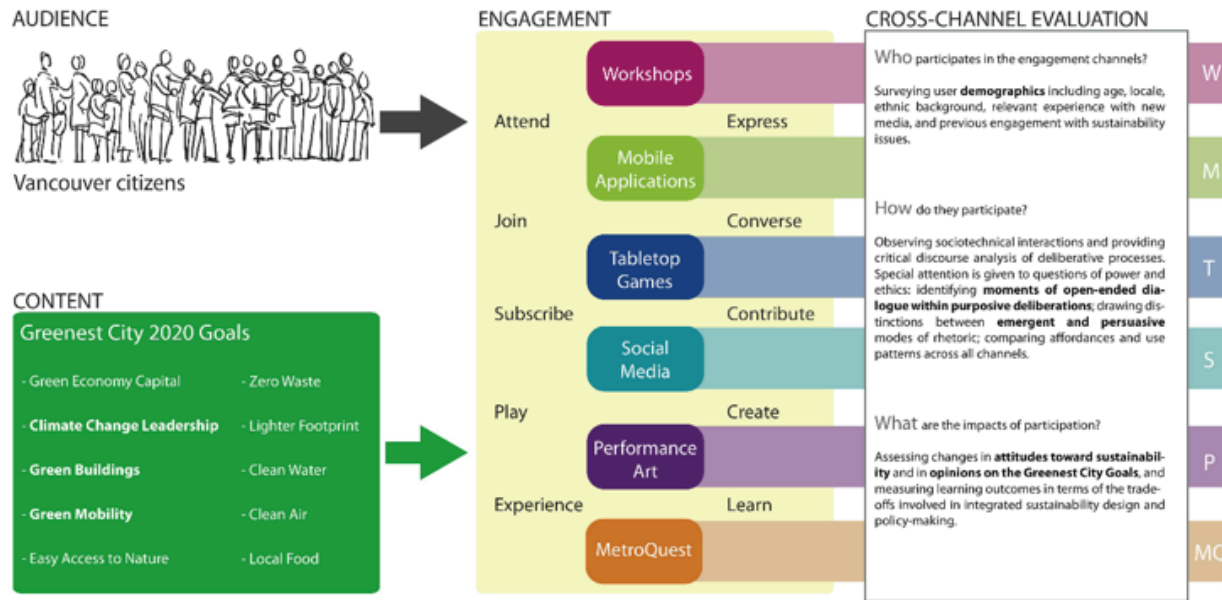 AUDIENCE
Vancouver citizens
CONTENT
Greenest City 2020 Goals
- Green Economy Capital
- Climate Change Leadership
- Green Buildings
- Green Mobility
- Easy Access to Nature
- Zero Waste
- Lighter Footprint
- Clean Water
- Clean Air
- Local Food
ENGAGEMENT
Workshops
Attend
Express
Mobile
Applications
Join
Converse
Tabletop
Games
Subscribe
Contribute
Social
Media
Play
Create
Performance
Art
Experience
Learn
MetroQuest
CROSS-CHANNEL EVALUATION
Who participates in the engagement channels?
Surveying user demographics including age, locale,
ethnic background, relevant experience with new
media, and previous engagement with sustainability
issues.
How do they participate?
Observing sociotechnical interactions and providing
critical discourse analysis of deliberative processes.
Special attention is given to questions of power and
ethics: identifying moments of open-ended dia-
logue within purposive deliberations; drawing dis-
tinctions between emergent and persuasive
modes of rhetoric; comparing affordances and use
patterns across all channels.
What are the impacts of participation?
Assessing changes in attitudes toward sustainabil-
ity and in opinions on the Greenest City Goals, and
measuring learning outcomes in terms of the trade-
offs involved in integrated sustainability design and
policy-making.
W
M
T
S
P